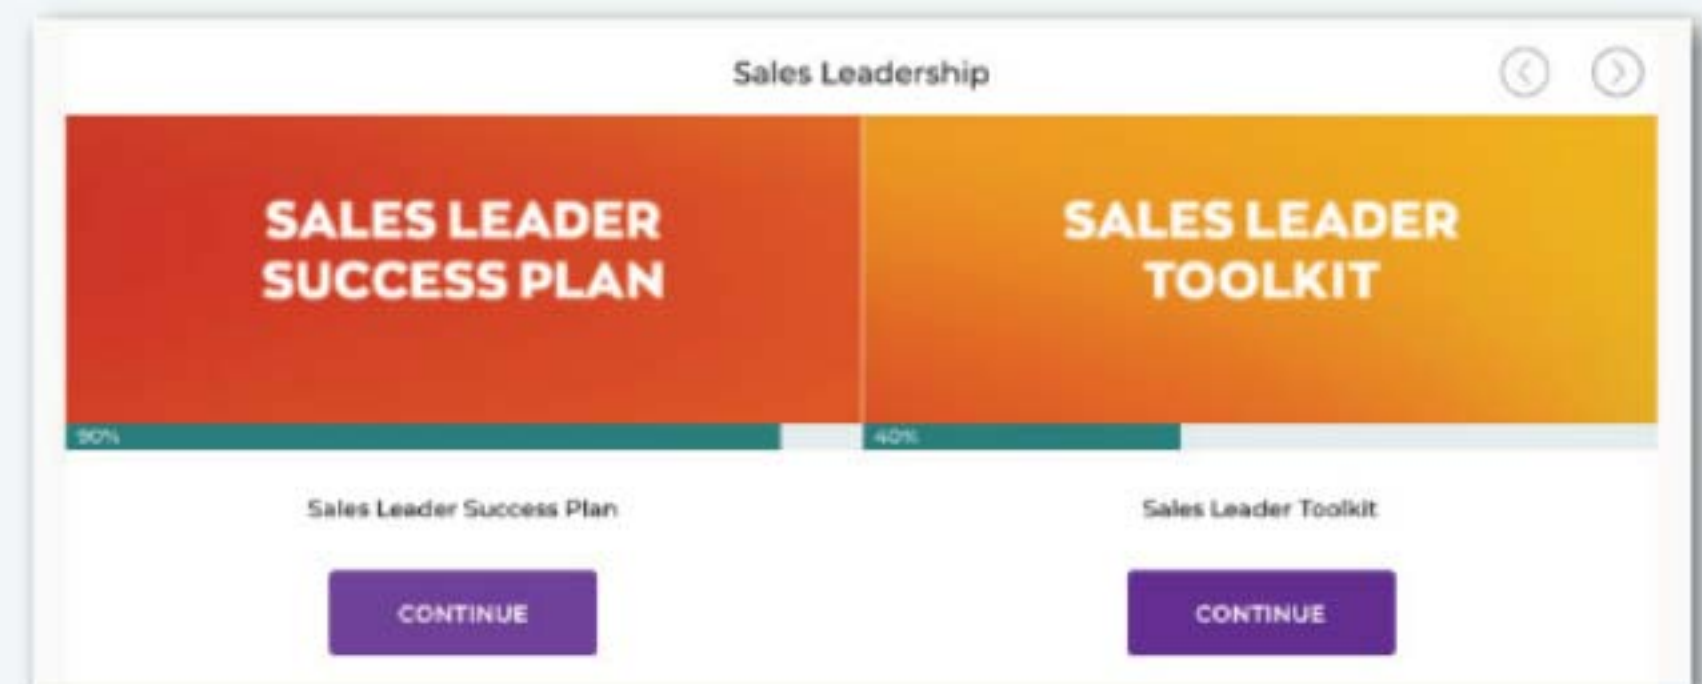 Sales Leadership
SALES LEADER
SUCCESS PLAN
SALES LEADER
TOOLKIT
90%
40%
Sales Leader Success Plan
Sales Leader Toolkit
CONTINUE
CONTINUE